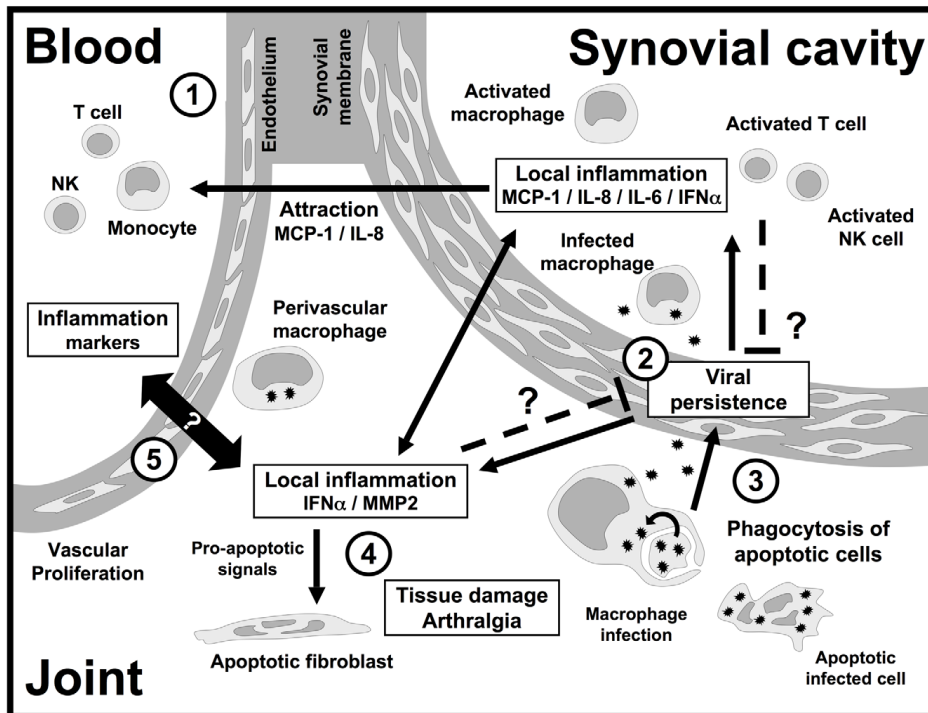 Blood
Synovial cavity
1
Endothelium
Synovial
membrane
T cell
NK
Monocyte
Activated
macrophage
Activated T cell
Activated
NK cell
Local inflammation
MCP-1 / IL-8 / IL-6 / IFNα
Attraction
MCP-1 / IL-8
Infected
macrophage
?
Inflammation
markers
Perivascular
macrophage
2
Viral
persistence
?
?
5
3
Local inflammation
IFNα / MMP2
Phagocytosis of
apoptotic cells
Vascular
Proliferation
Pro-apoptotic
signals
4
Tissue damage
Arthralgia
Macrophage
infection
Apoptotic fibroblast
Apoptotic
infected cell
Joint